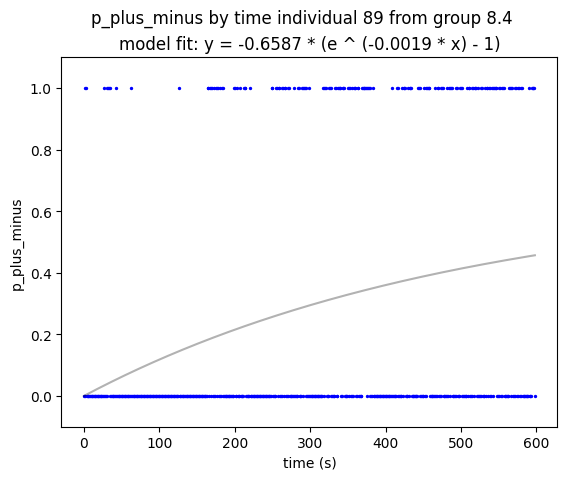 p_plus_minus by time individual 89 from group 8.4
model fit: y = -0.6587 * (e ^ (-0.0019 * x) - 1)
1.0
0.8
0.6
0.4
0.2
0.0
p_plus_minus
0 100 200 300 400 500 600
time (s)